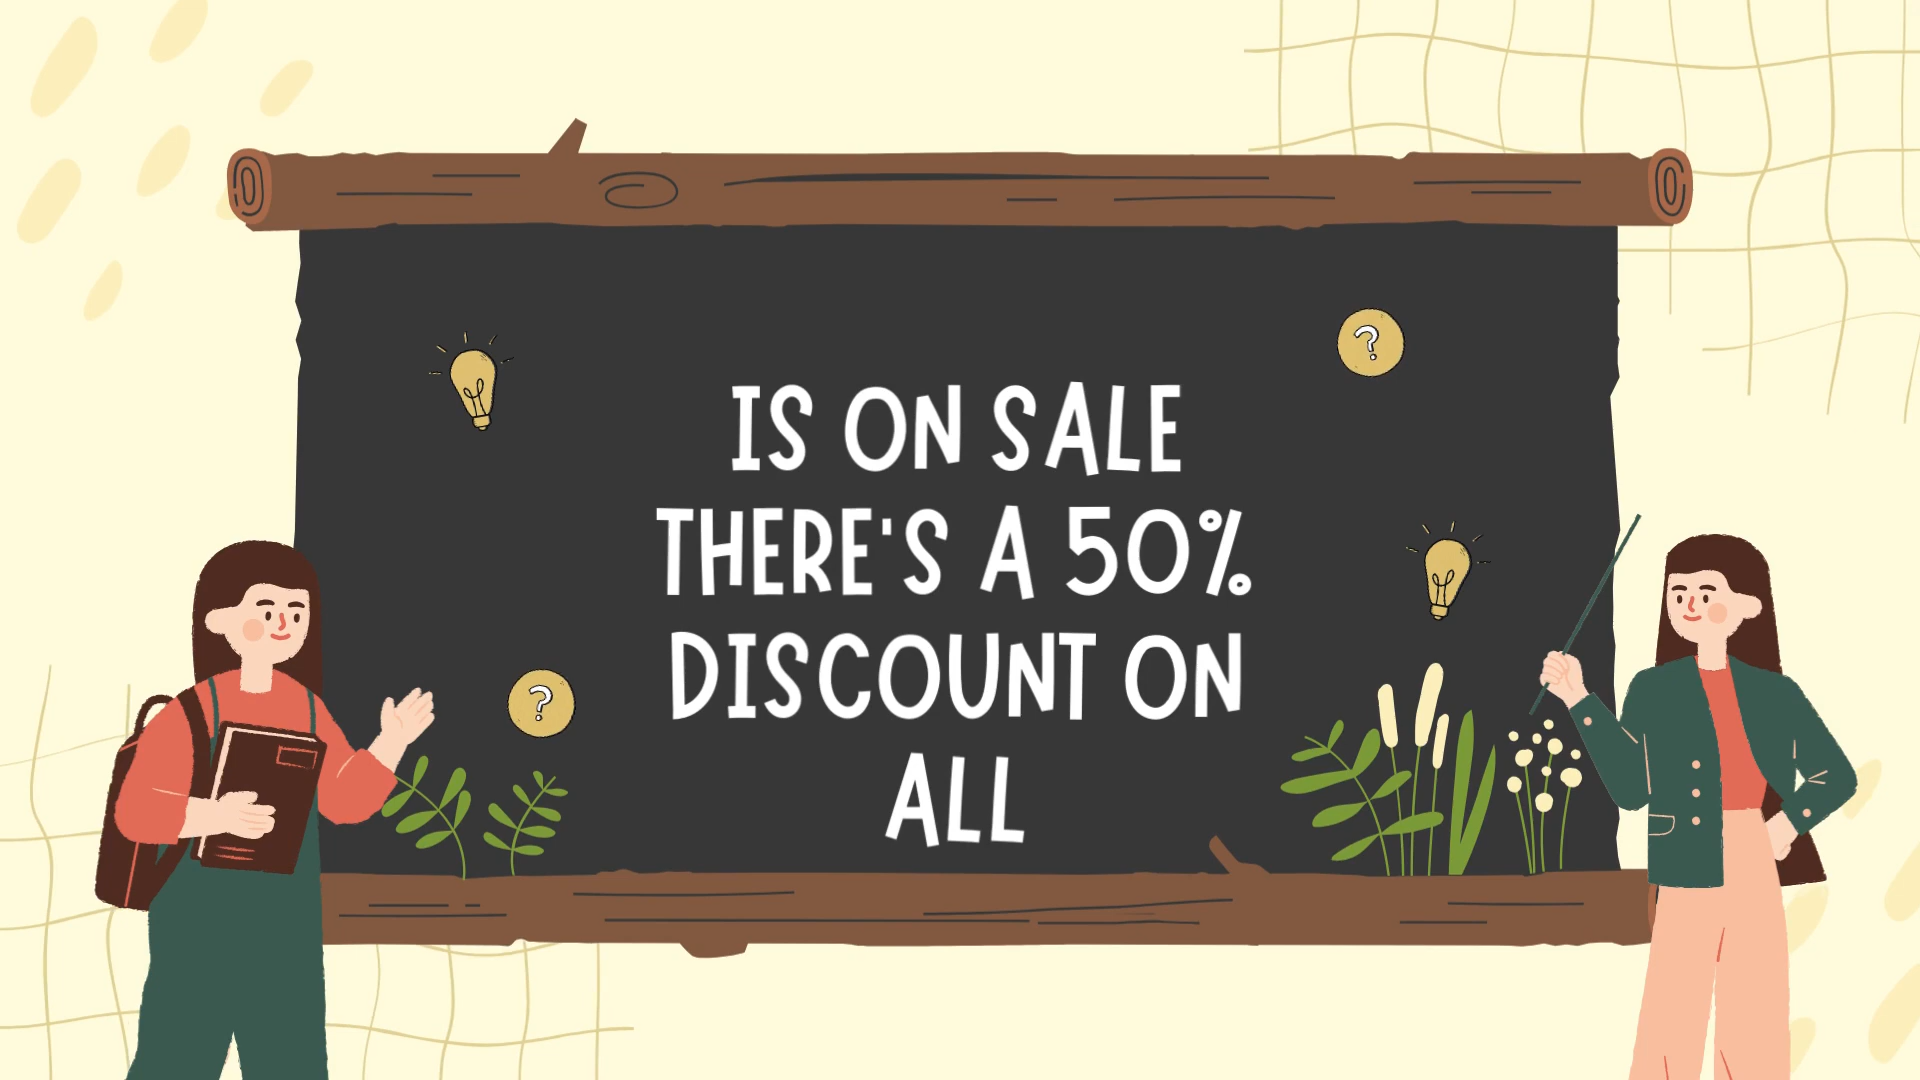 IS ON SALE
THERE'S A 50%
DISCOUNT ON
ALL
?
?